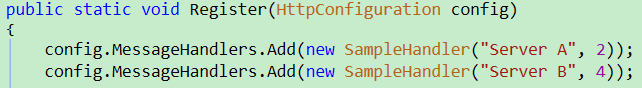 public static void Register(HttpConfiguration config)
{
    config.MessageHandlers.Add(new SampleHandler("Server A", 2));
    config.MessageHandlers.Add(new SampleHandler("Server B", 4));